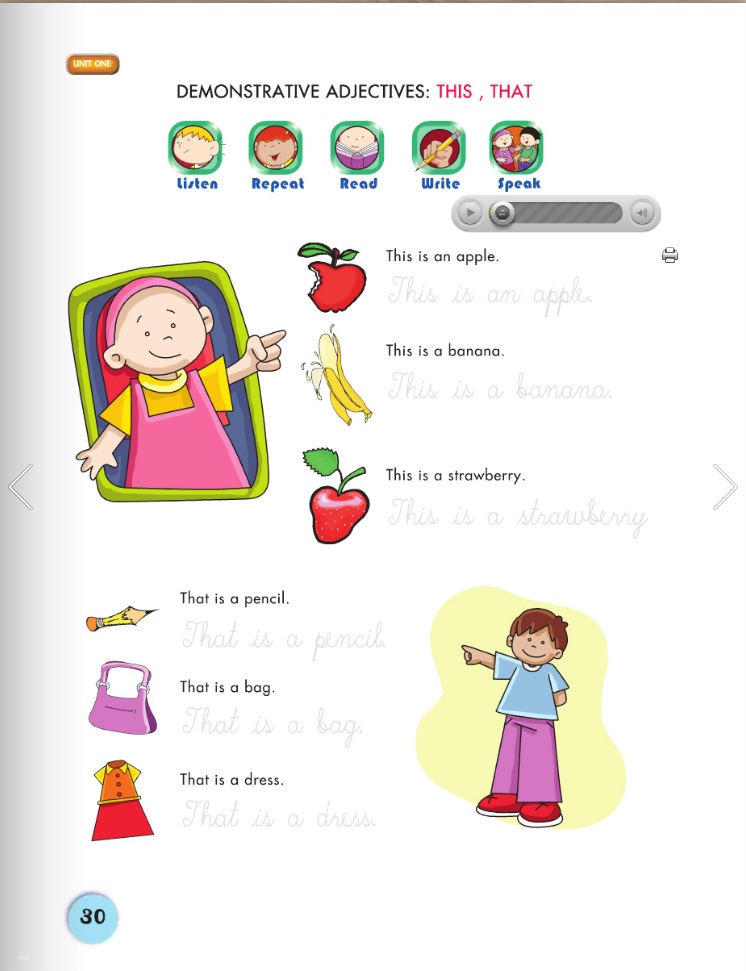 UNIT ONE
DEMONSTRATIVE ADJECTIVES: THIS , THAT
Listen Repeat Read Write Speak
This is an apple.
This is an apple.
This is a banana.
This is a banana.
This is a strawberry.
This is a strawberry
That is a pencil.
That is a pencil.
That is a bag.
That is a bag.
That is a dress.
That is a dress.
30